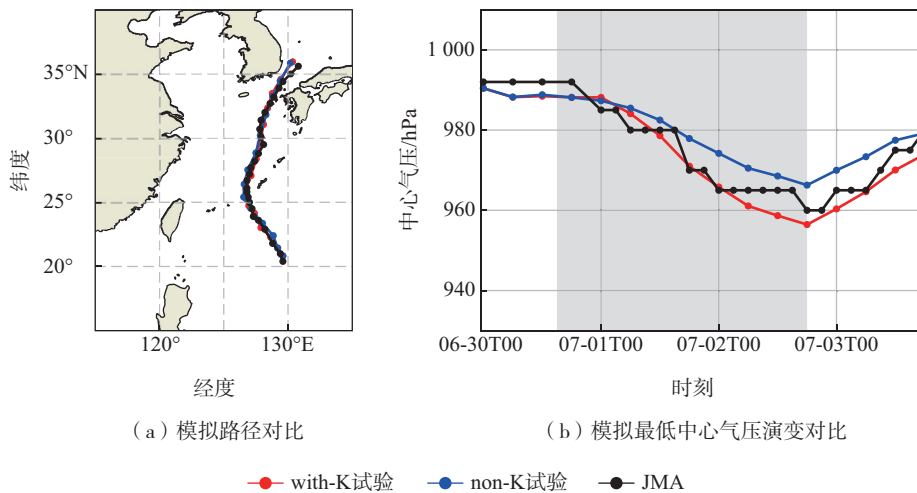 35°N
30°
25°
20°
纬度
120°
130°E
经度
(a)模拟路径对比
1 000
980
960
940
930
中心气压/hPa
06-30T00
07-01T00
07-02T00
07-03T00
时刻
(b)模拟最低中心气压演变对比
with-K试验
non-K试验
JMA